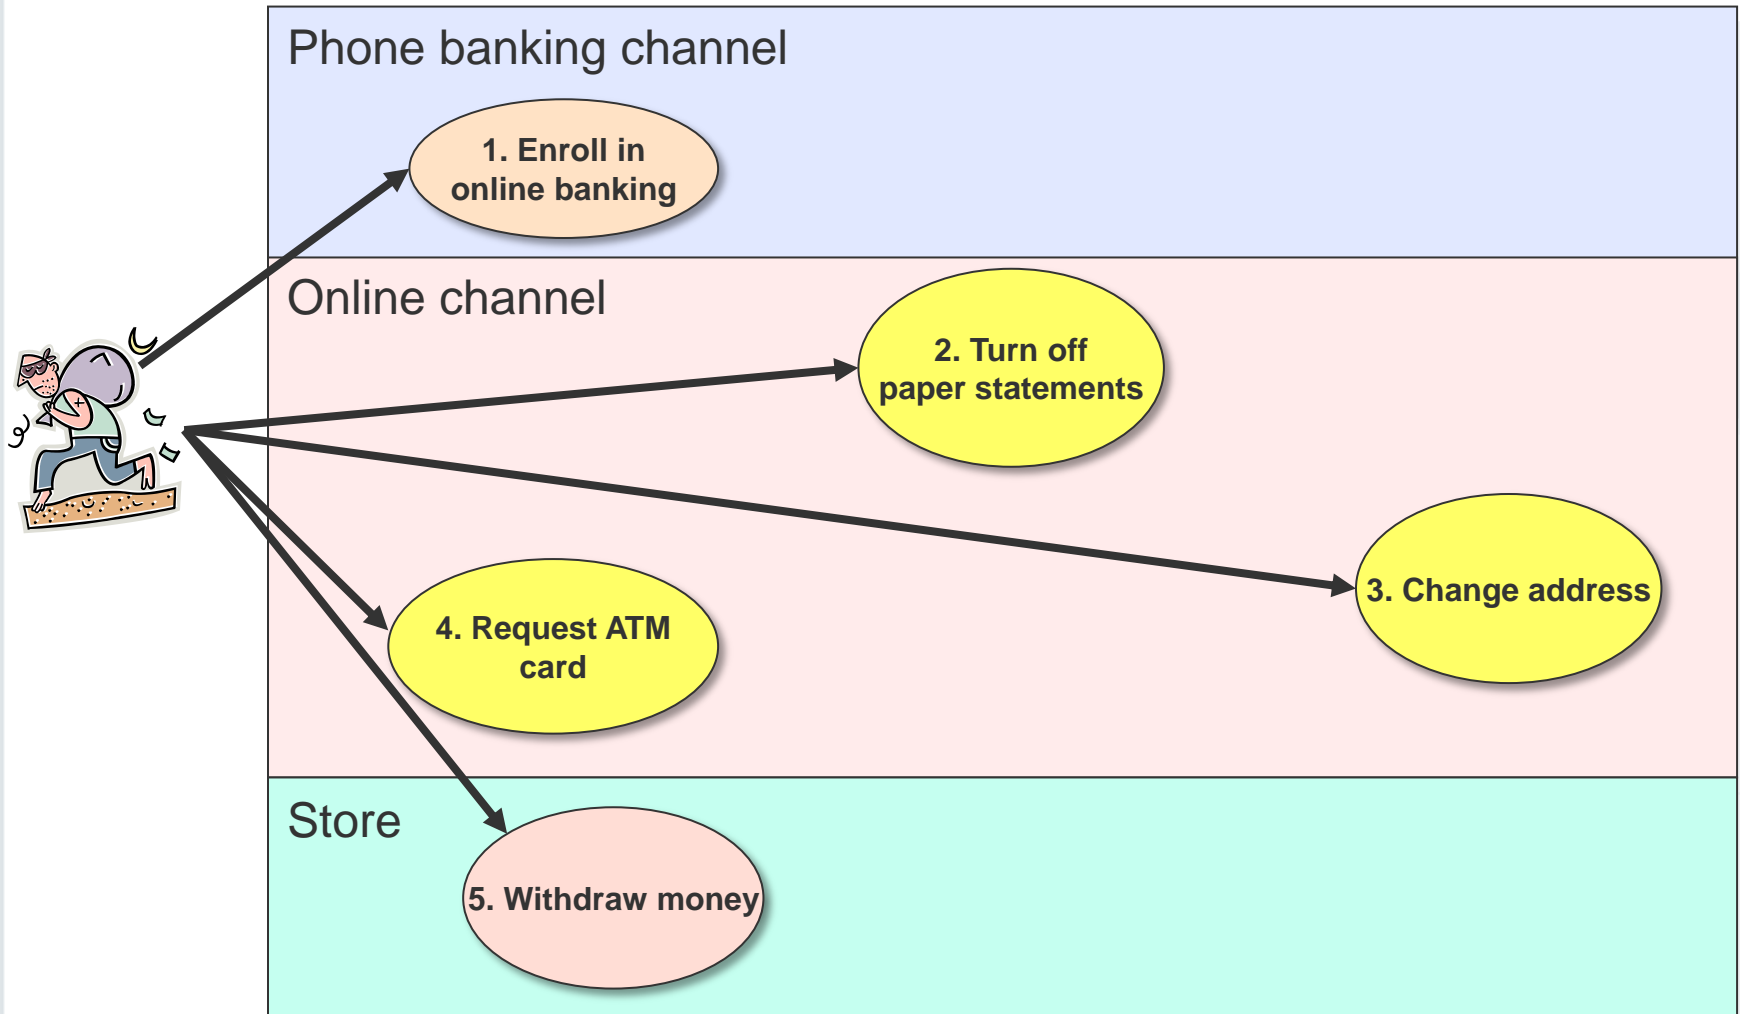 Phone banking channel
1. Enroll in
online banking
Online channel
2. Turn off
paper statements
3. Change address
4. Request ATM
card
Store
5. Withdraw money